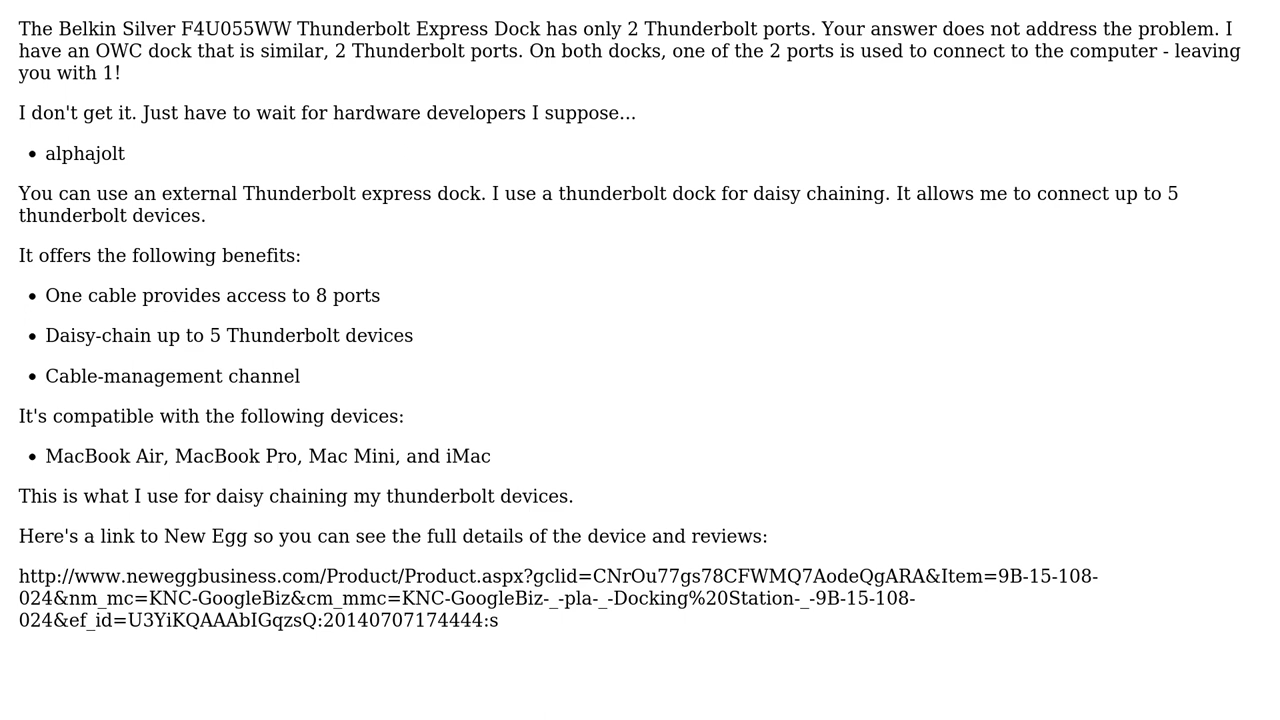 The Belkin Silver F4U055WW Thunderbolt Express Dock has only 2 Thunderbolt ports. Your answer does not address the problem. I
have an OWC dock that is similar, 2 Thunderbolt ports. On both docks, one of the 2 ports is used to connect to the computer - leaving
you with 1!
I don't get it. Just have to wait for hardware developers I suppose...
• alphajolt
You can use an external Thunderbolt express dock. I use a thunderbolt dock for daisy chaining. It allows me to connect up to 5
thunderbolt devices.
It offers the following benefits:
• One cable provides access to 8 ports
• Daisy-chain up to 5 Thunderbolt devices
• Cable-management channel
It's compatible with the following devices:
• MacBook Air, MacBook Pro, Mac Mini, and iMac
This is what I use for daisy chaining my thunderbolt devices.
Here's a link to New Egg so you can see the full details of the device and reviews:
http://www.neweggbusiness.com/Product/Product.aspx?gclid=CNrOu77gs78CFWMQ7AodeQgARA&Item=9B-15-108-
024&nm_mc=KNC-GoogleBiz&cm_mmc=KNC-GoogleBiz-_-pla-_-Docking%20Station-_-9B-15-108-
024&ef_id=U3YiKQAAAbIGqzsQ:20140707174444:s